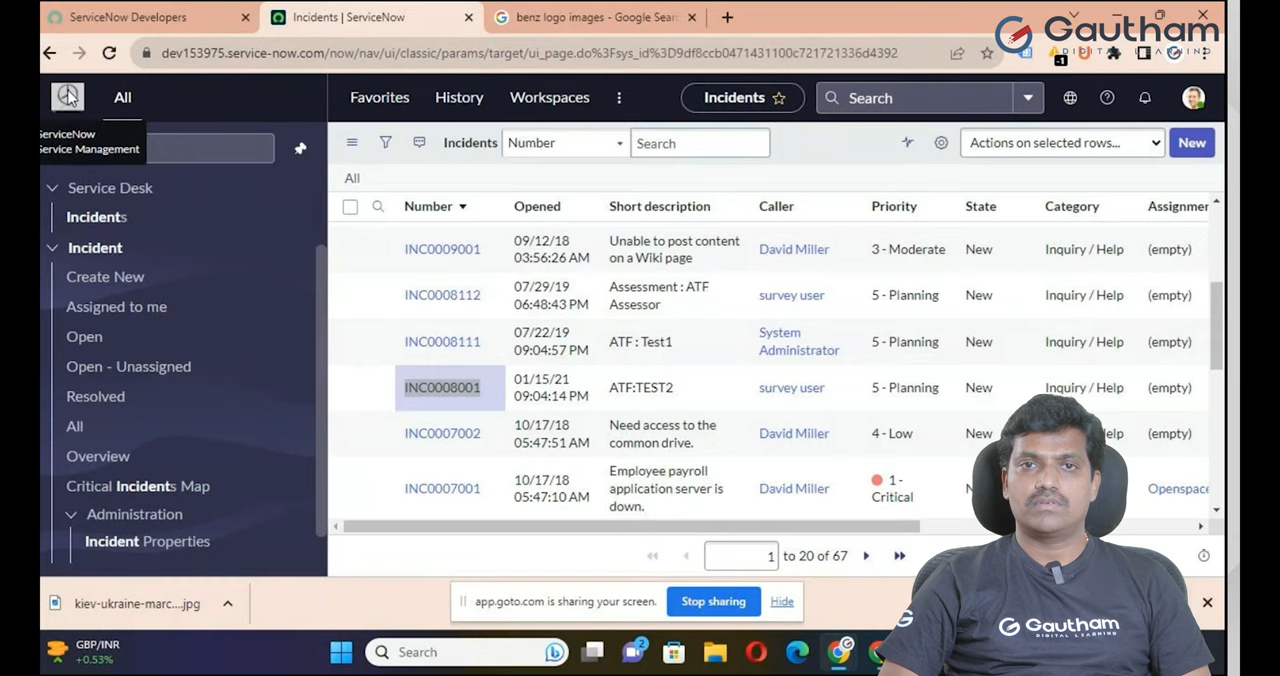 ServiceNow Developers
Incidents | ServiceNow
benz logo images - Google Sear
Gautham
DIGITAL LEARNING
dev153975.service-now.com/now/nav/ui/classic/params/target/ui_page.do%3Fsys_id%3D9df8ccb0471431100c721721336d4392
-1
All
Favorites
History
Workspaces
Incidents
Search
ServiceNow
Service Management
Incidents
Number
Search
Actions on selected rows...
New
All
Service Desk
Incidents
Incident
Create New
Assigned to me
Open
Open - Unassigned
Resolved
All
Overview
Critical Incidents Map
Administration
Incident Properties
Number Opened Short description Caller Priority State Category Assignmer
INC0009001 09/12/18 03:56:26 AM Unable to post content on a Wiki page David Miller 3 - Moderate New Inquiry / Help (empty)
INC0008112 07/29/19 06:48:43 PM Assessment : ATF Assessor survey user 5 - Planning New Inquiry / Help (empty)
INC0008111 07/22/19 09:04:57 PM ATF : Test1 System Administrator 5 - Planning New Inquiry / Help (empty)
INC0008001 01/15/21 09:04:14 PM ATF:TEST2 survey user 5 - Planning New Inquiry / Help (empty)
INC0007002 10/17/18 05:47:51 AM Need access to the common drive. David Miller 4 - Low New elp (empty)
INC0007001 10/17/18 05:47:10 AM Employee payroll application server is down. David Miller 1 - Critical Openspace
1 to 20 of 67
kiev-ukraine-marc....jpg
app.goto.com is sharing your screen.
Stop sharing
Hide
GBP/INR
+0.53%
Search
2
Gautham
DIGITAL LEARNING